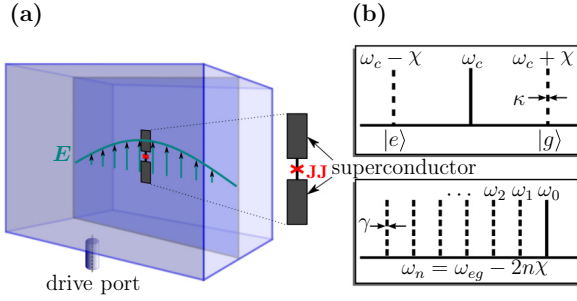 (a)
E
JJ
superconductor
drive port
(b)
ω_c − χ ω_c ω_c + χ
κ
|e⟩ |g⟩
... ω_2 ω_1 ω_0
γ
ω_n = ω_eg − 2nχ